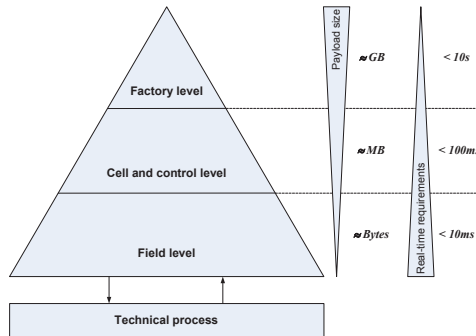 Payload size
≈GB
< 10s
Factory level
≈MB
< 100ms
Cell and control level
Real-time requirements
≈Bytes
< 10ms
Field level
Technical process